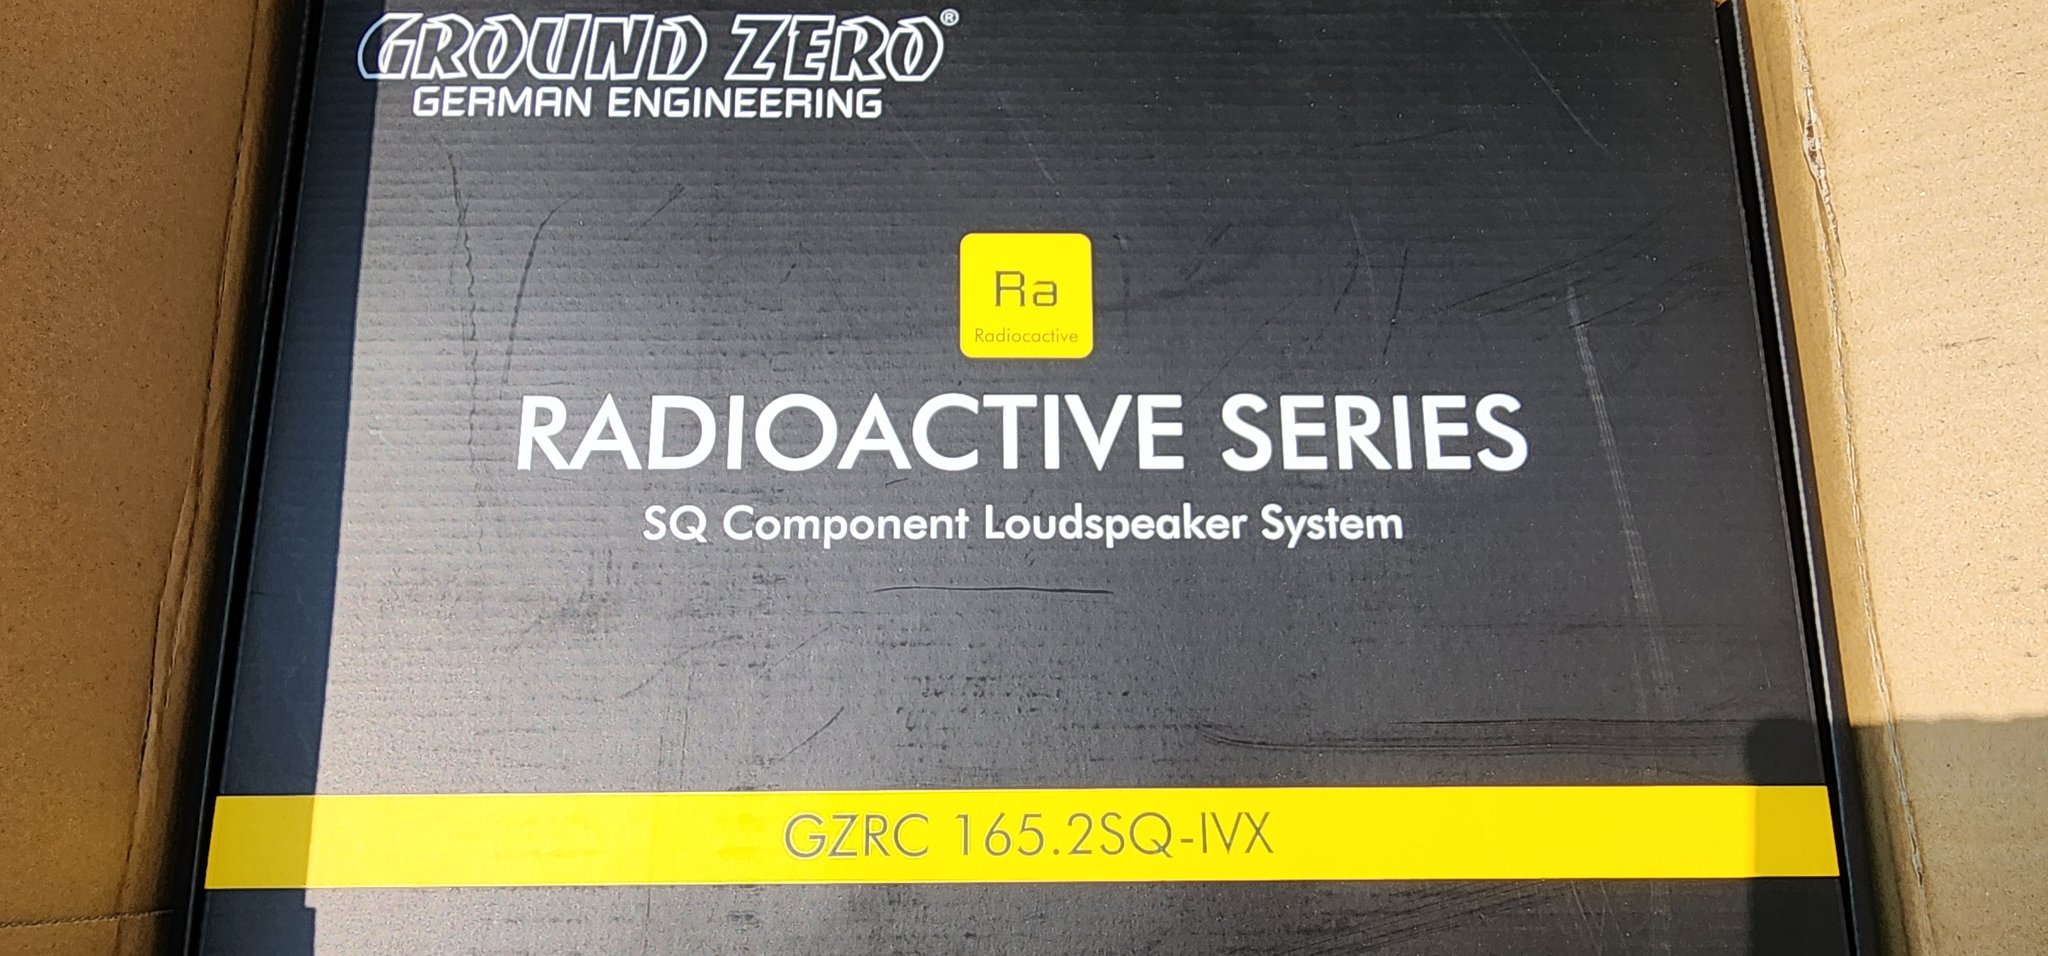 GROUND ZERO®
GERMAN ENGINEERING
Ra
Radiocactive
RADIOACTIVE SERIES
SQ Component Loudspeaker System
GZRC 165.2SQ-IVX